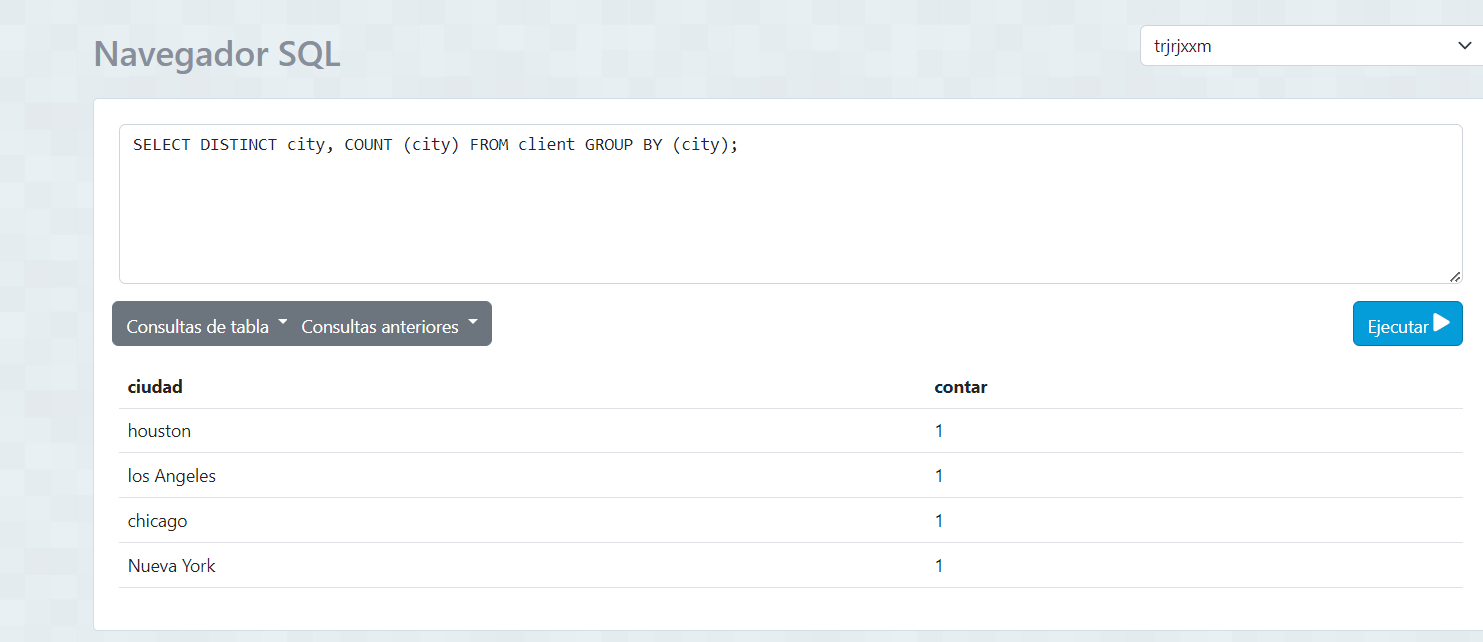 Navegador SQL
trjrjxxm
SELECT DISTINCT city, COUNT (city) FROM client GROUP BY (city);
Consultas de tabla Consultas anteriores
Ejecutar
ciudad contar
houston 1
los Angeles 1
chicago 1
Nueva York 1